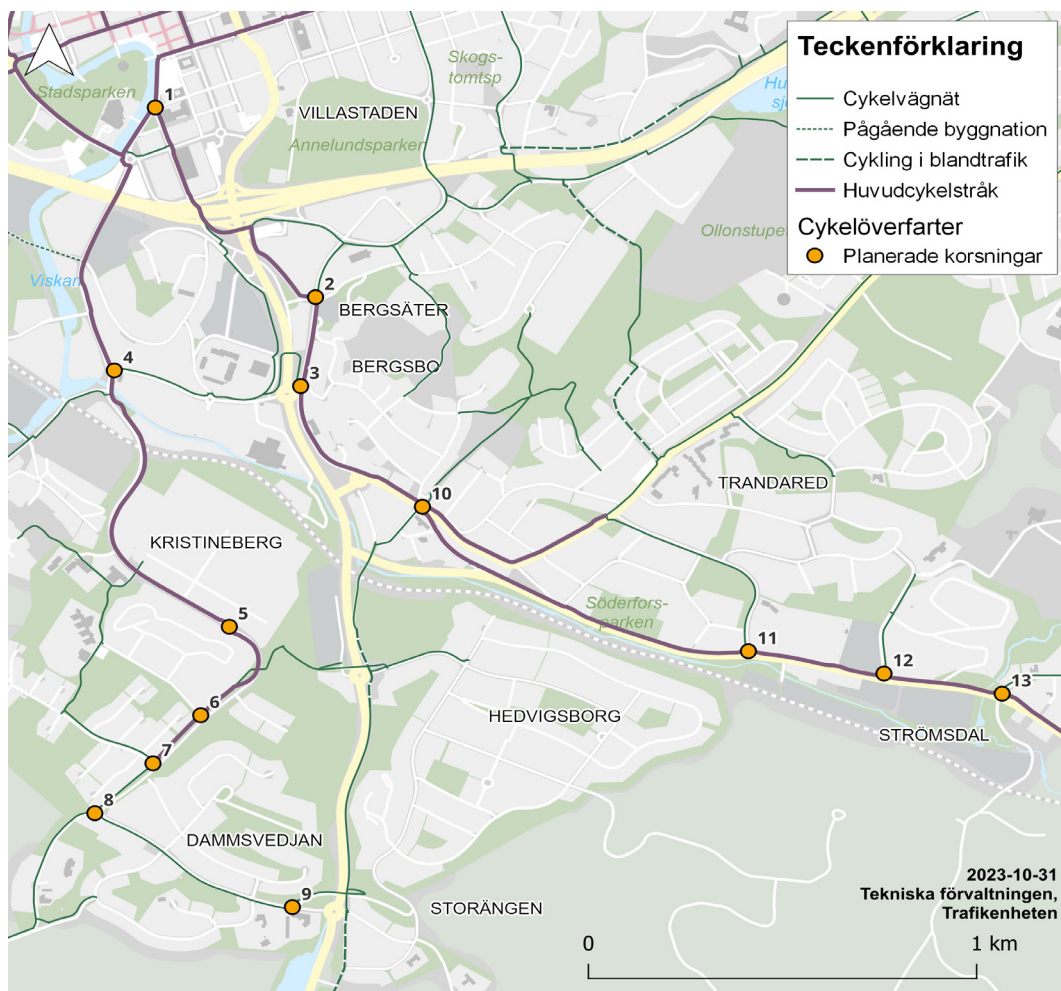 Teckenförklaring
Cykelvägnät
Pågående byggnation
Cykling i blandtrafik
Huvudcykelstråk
Cykelöverfarter
Planerade korsningar
Skogs-
tomtsp
Stadsparken
1
VILLASTADEN
Annelundsparken
Ollonstupet
Viskan
2
BERGSÄTER
4
BERGSBO
3
TRANDARED
10
KRISTINEBERG
Söderfors-
parken
5
11
12
13
6
HEDVIGSBORG
STRÖMSDAL
7
8
DAMMSVEDJAN
9
STORÄNGEN
2023-10-31
Tekniska förvaltningen,
Trafikenheten
0
1 km